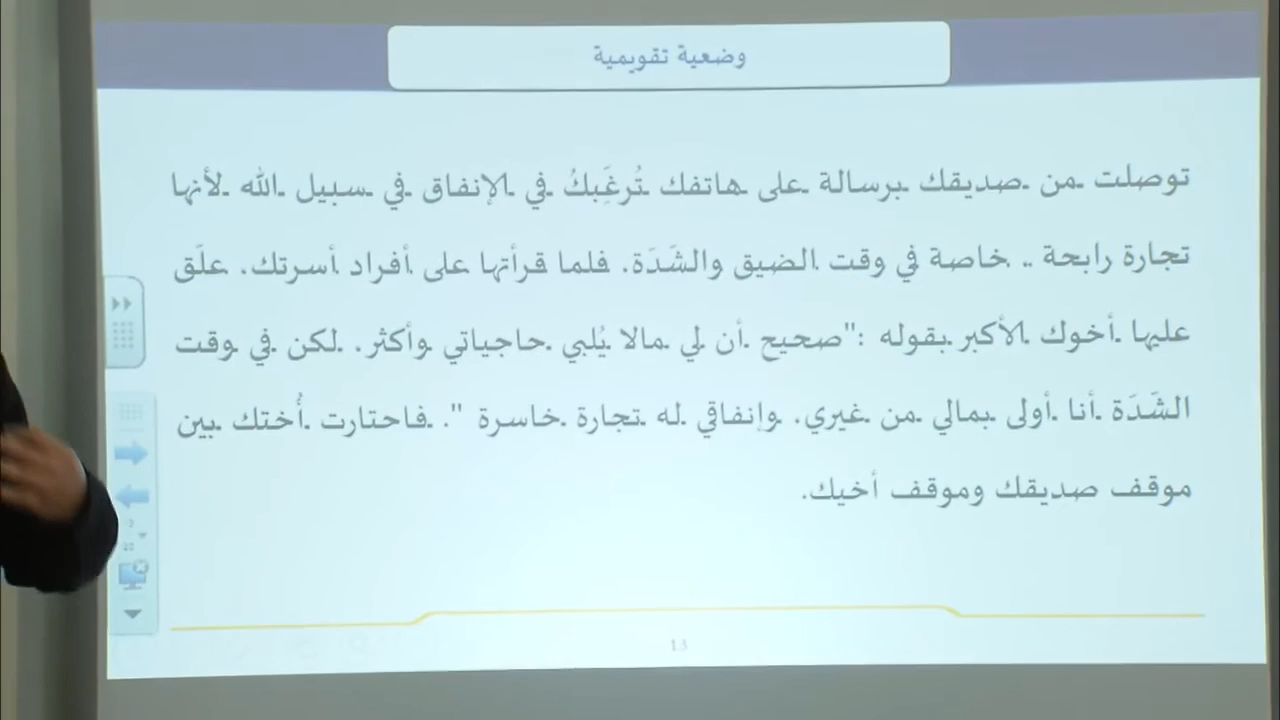 وضعية تقويمية
توصلت من صديقك برسالة على هاتفك تُرغَبكُ في الإنفاق في سبيل الله لأنها
تجارة رابحة .. خاصة في وقت الضيق والشَدَة. فلما قرأتها على أفراد أسرتك. علَق
عليها أخوك الأكبر بقوله :"صحيح أن لي مالا يُلبي حاجياتي وأكثر. لكن في وقت
الشَدَة أنا أولى بمالي من غيري. وإنفاقي له تجارة خاسرة ". فاحتارت أُختك بين
موقف صديقك وموقف أخيك.
13